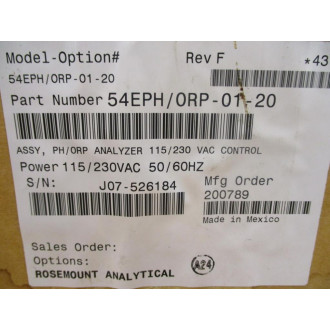 Model-Option# Rev F *43
54EPH/ORP-01-20
Part Number 54EPH/ORP-01-20
ASSY, PH/ORP ANALYZER 115/230 VAC CONTROL
Power 115/230VAC 50/60HZ
S/N: J07-526184 Mfg Order
200789
Made in Mexico
Sales Order:
Options: A24
ROSEMOUNT ANALYTICAL